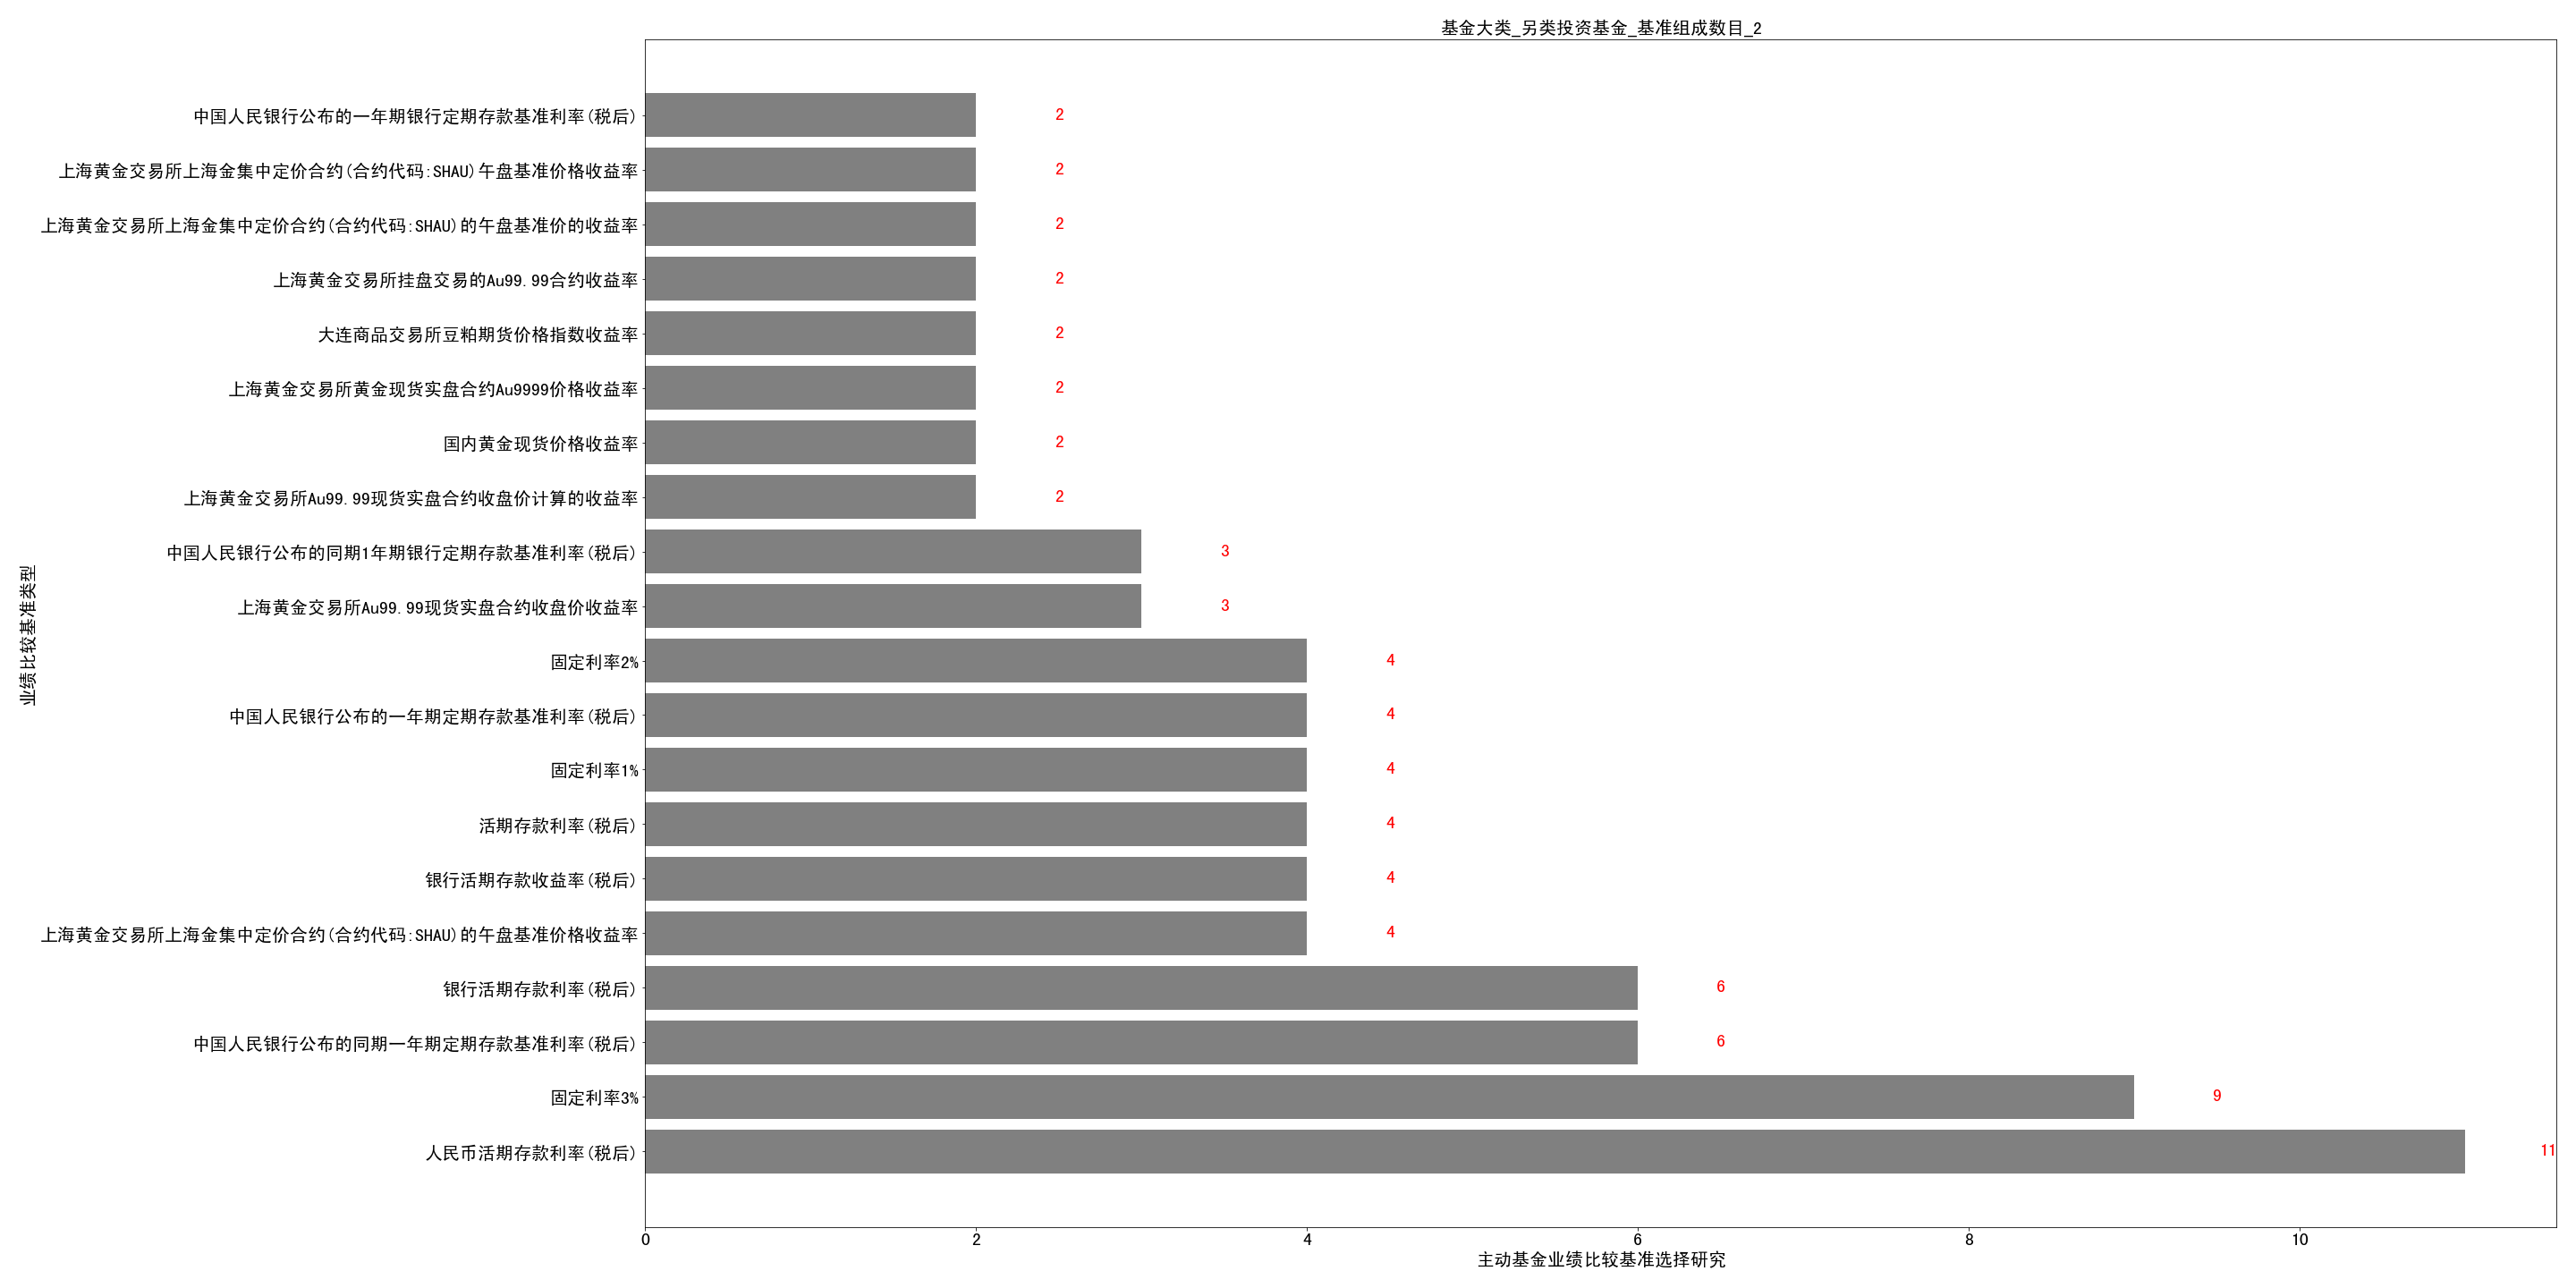 基金大类_另类投资基金_基准组成数目_2
中国人民银行公布的一年期银行定期存款基准利率(税后) 2
上海黄金交易所上海金集中定价合约(合约代码:SHAU)午盘基准价格收益率 2
上海黄金交易所上海金集中定价合约(合约代码:SHAU)的午盘基准价的收益率 2
上海黄金交易所挂盘交易的Au99.99合约收益率 2
大连商品交易所豆粕期货价格指数收益率 2
上海黄金交易所黄金现货实盘合约Au9999价格收益率 2
国内黄金现货价格收益率 2
上海黄金交易所Au99.99现货实盘合约收盘价计算的收益率 2
中国人民银行公布的同期1年期银行定期存款基准利率(税后) 3
上海黄金交易所Au99.99现货实盘合约收盘价收益率 3
固定利率2% 4
中国人民银行公布的一年期定期存款基准利率(税后) 4
固定利率1% 4
活期存款利率(税后) 4
银行活期存款收益率(税后) 4
上海黄金交易所上海金集中定价合约(合约代码:SHAU)的午盘基准价格收益率 4
银行活期存款利率(税后) 6
中国人民银行公布的同期一年期定期存款基准利率(税后) 6
固定利率3% 9
人民币活期存款利率(税后) 11
业绩比较基准类型
0 2 4 6 8 10
主动基金业绩比较基准选择研究